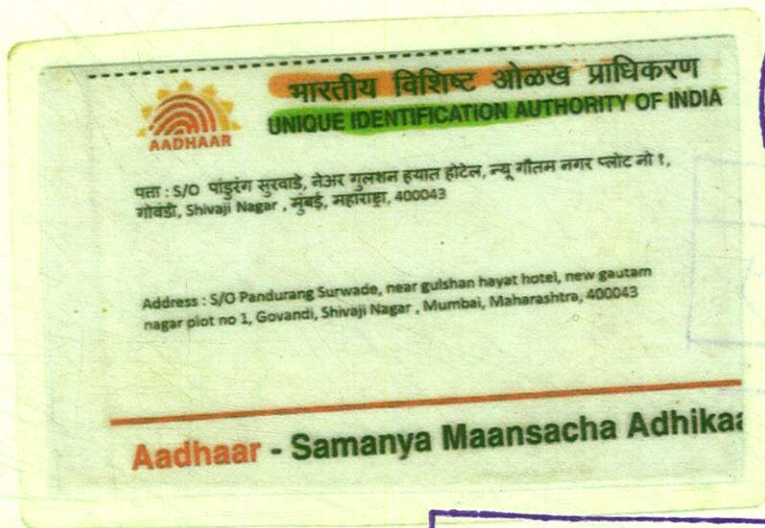 भारतीय विशिष्ट ओळख प्राधिकरण
UNIQUE IDENTIFICATION AUTHORITY OF INDIA
AADHAAR
पत्ता : S/O पांडुरंग सुरवाडे, नेअर गुलशन हयात होटेल, न्यू गौतम नगर प्लोट नो १,
गोवंडी, Shivaji Nagar , मुंबई, महाराष्ट्रा, 400043
Address : S/O Pandurang Surwade, near gulshan hayat hotel, new gautam
nagar plot no 1, Govandi, Shivaji Nagar , Mumbai, Maharashtra, 400043
Aadhaar - Samanya Maansacha Adhikaa